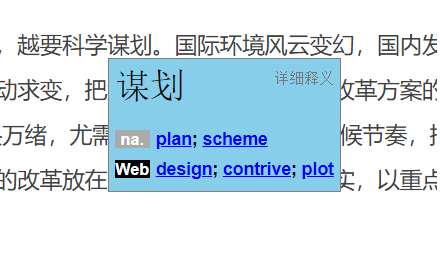 ，越要科学谋划。国际环境风云变幻，国内发
动求变，把
改革方案的
万绪，尤需
候节奏，
的改革放在
实，以重点
谋划
详细释义
na. plan; scheme
Web design; contrive; plot